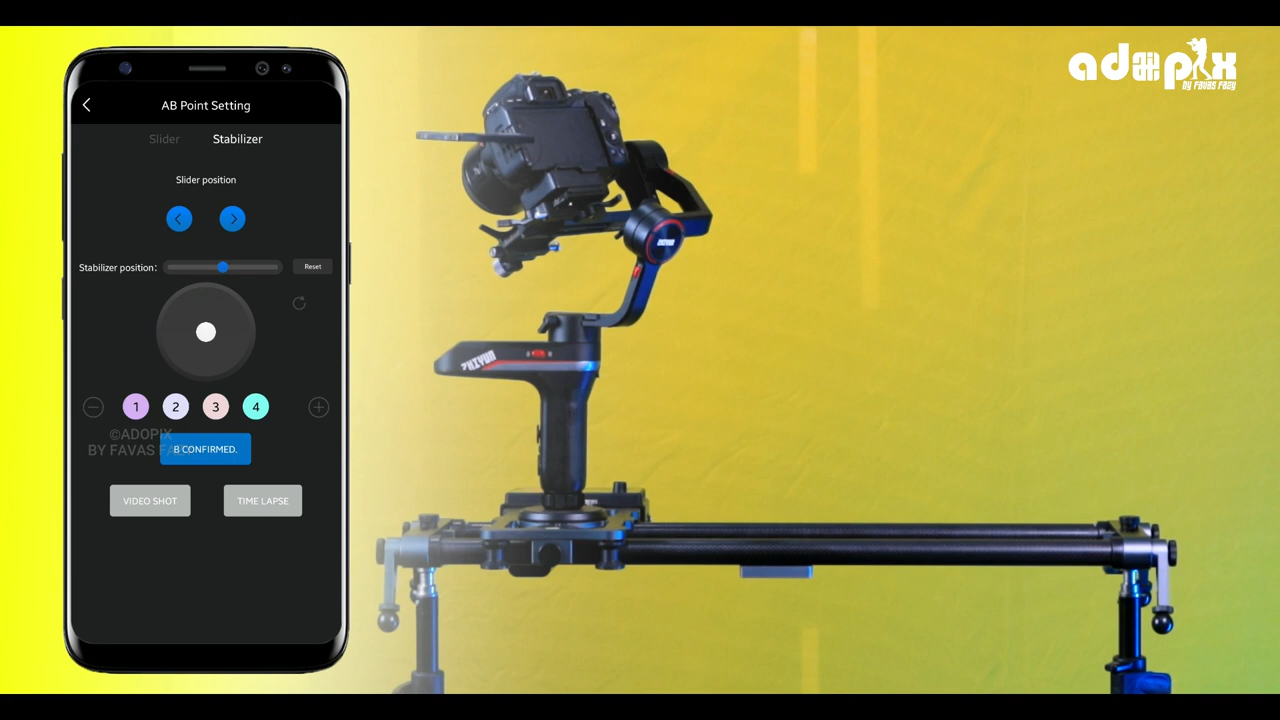 AB Point Setting
Slider Stabilizer
Slider position
Stabilizer position: Reset
1 2 3 4
©ADOPIX
BY FAVAS FAZY
B CONFIRMED.
VIDEO SHOT TIME LAPSE
adopix
BY FAVAS FAZY
ZHIYUN